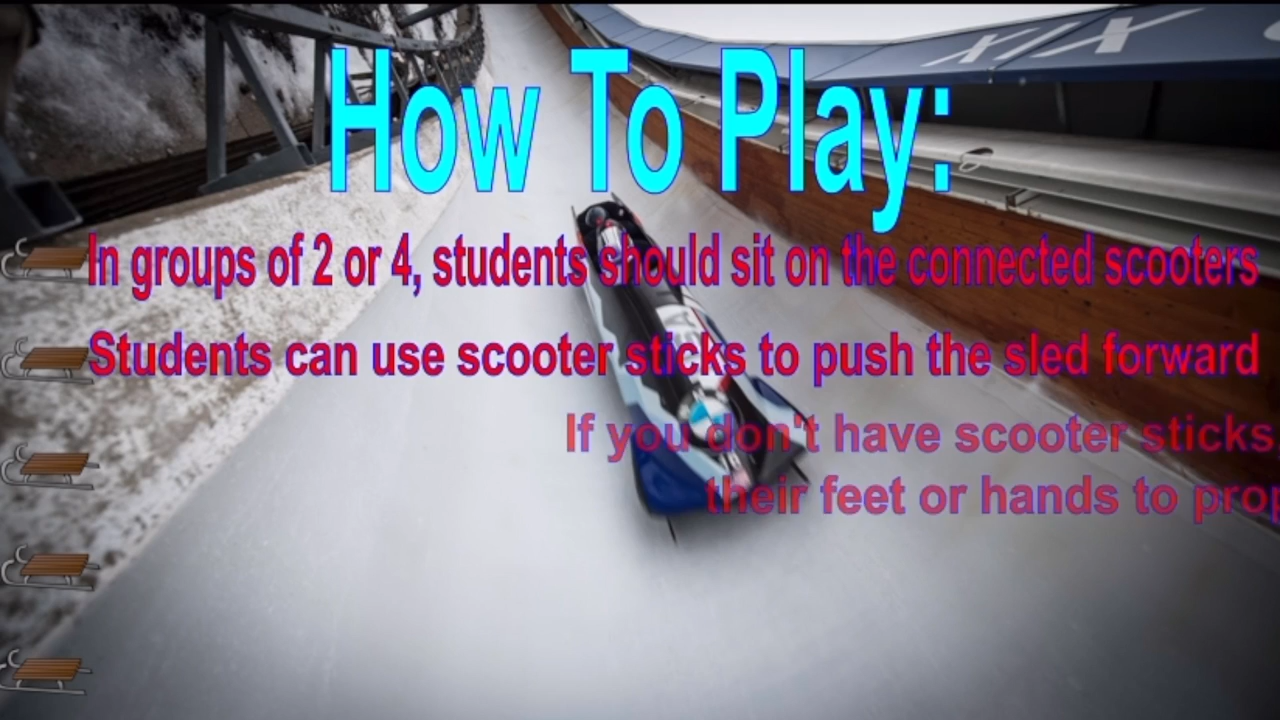 XIX
How To Play:
In groups of 2 or 4, students should sit on the connected scooters
Students can use scooter sticks to push the sled forward
If you don't have scooter sticks,
their feet or hands to